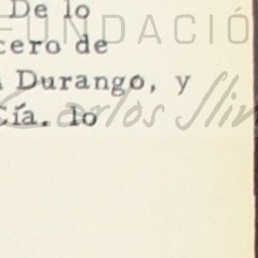 De lo
FUNDACIÓ
cero de
Durango, y
Carlos Slim
Cía. lo